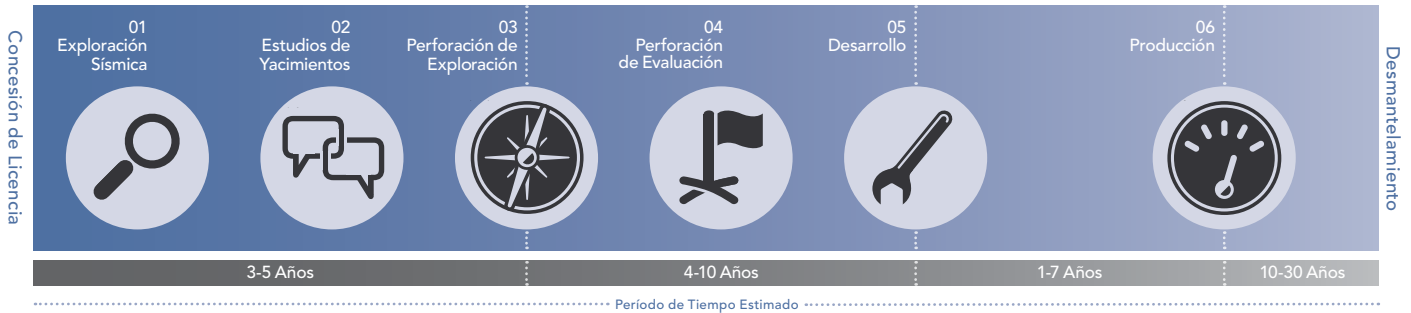 Concesión de Licencia
01
Exploración
Sísmica
02
Estudios de
Yacimientos
03
Perforación de
Exploración
04
Perforación
de Evaluación
05
Desarrollo
06
Producción
Desmantelamiento
3-5 Años
4-10 Años
1-7 Años
10-30 Años
Período de Tiempo Estimado